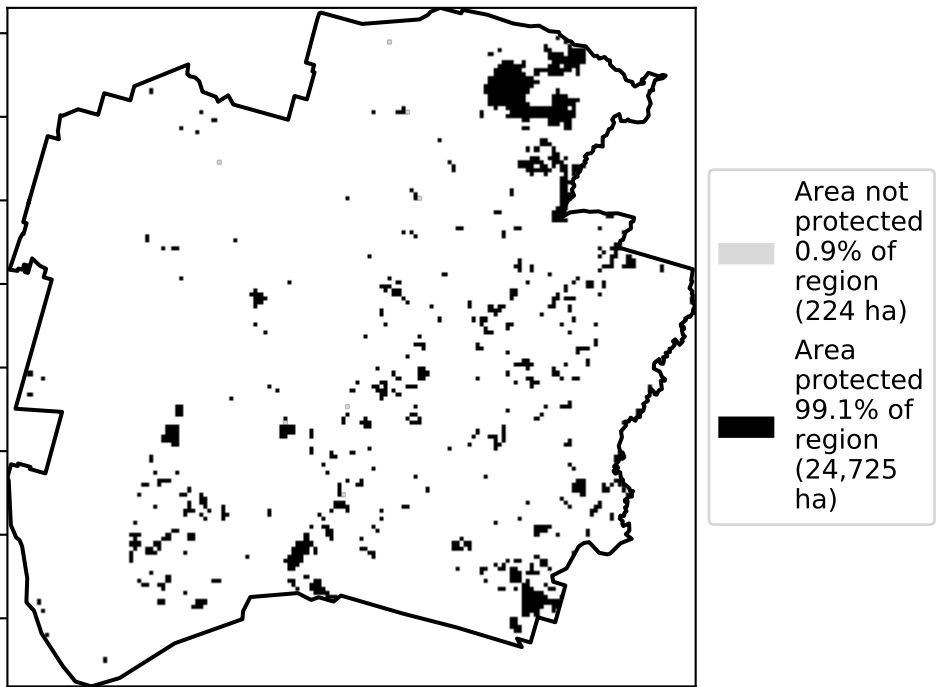 Area not
protected
0.9% of
region
(224 ha)
Area
protected
99.1% of
region
(24,725
ha)